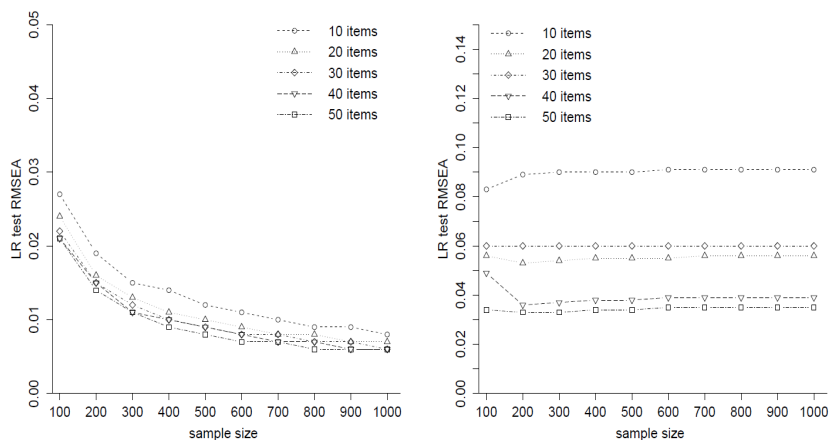 0.05
0.04
0.03
0.02
0.01
0.00
LR test RMSEA
10 items
20 items
30 items
40 items
50 items
100 200 300 400 500 600 700 800 900 1000
sample size
0.14
0.12
0.10
0.08
0.06
0.04
0.02
0.00
LR test RMSEA
10 items
20 items
30 items
40 items
50 items
100 200 300 400 500 600 700 800 900 1000
sample size